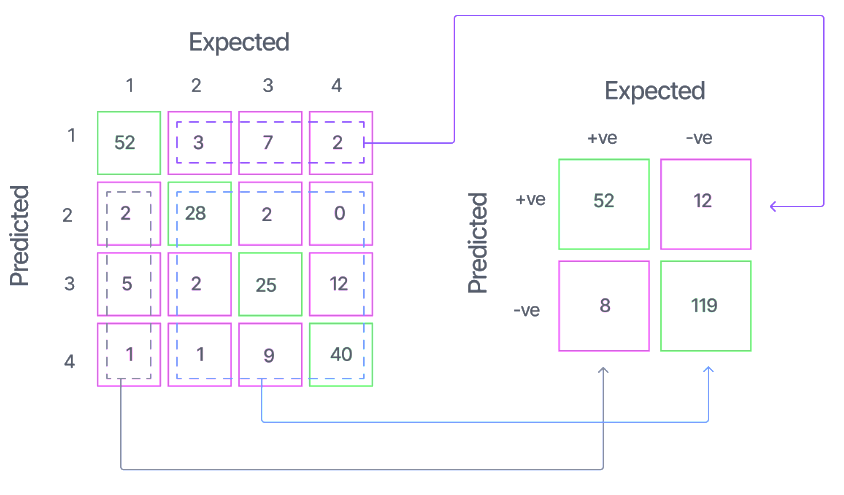 Expected
1 2 3 4
1 52 3 7 2
Predicted
2 2 28 2 0
3 5 2 25 12
4 1 1 9 40
Expected
+ve -ve
Predicted
+ve 52 12
-ve 8 119